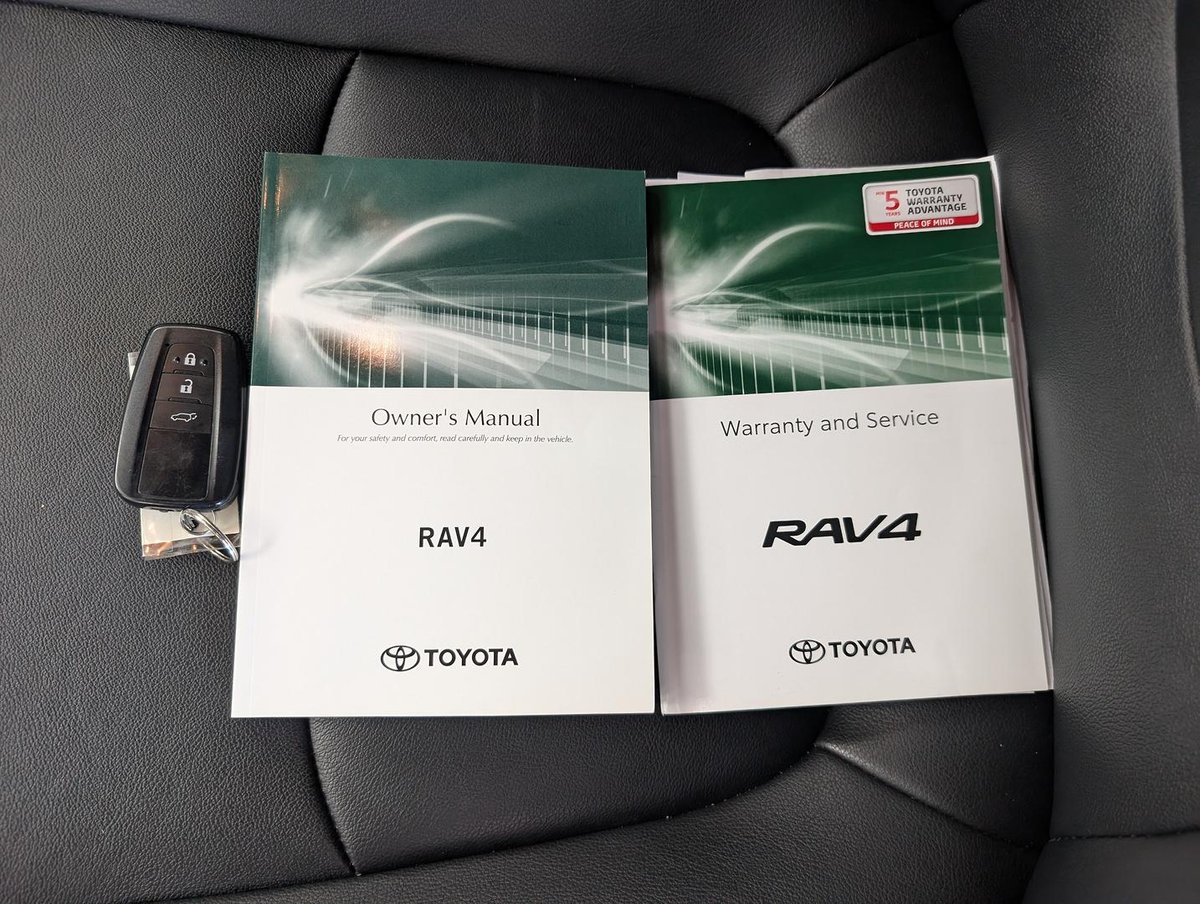 Owner's Manual
For your safety and comfort, read carefully and keep in the vehicle.
RAV4
TOYOTA
5
YEARS
TOYOTA
WARRANTY
ADVANTAGE
PEACE OF MIND
Warranty and Service
RAV4
TOYOTA